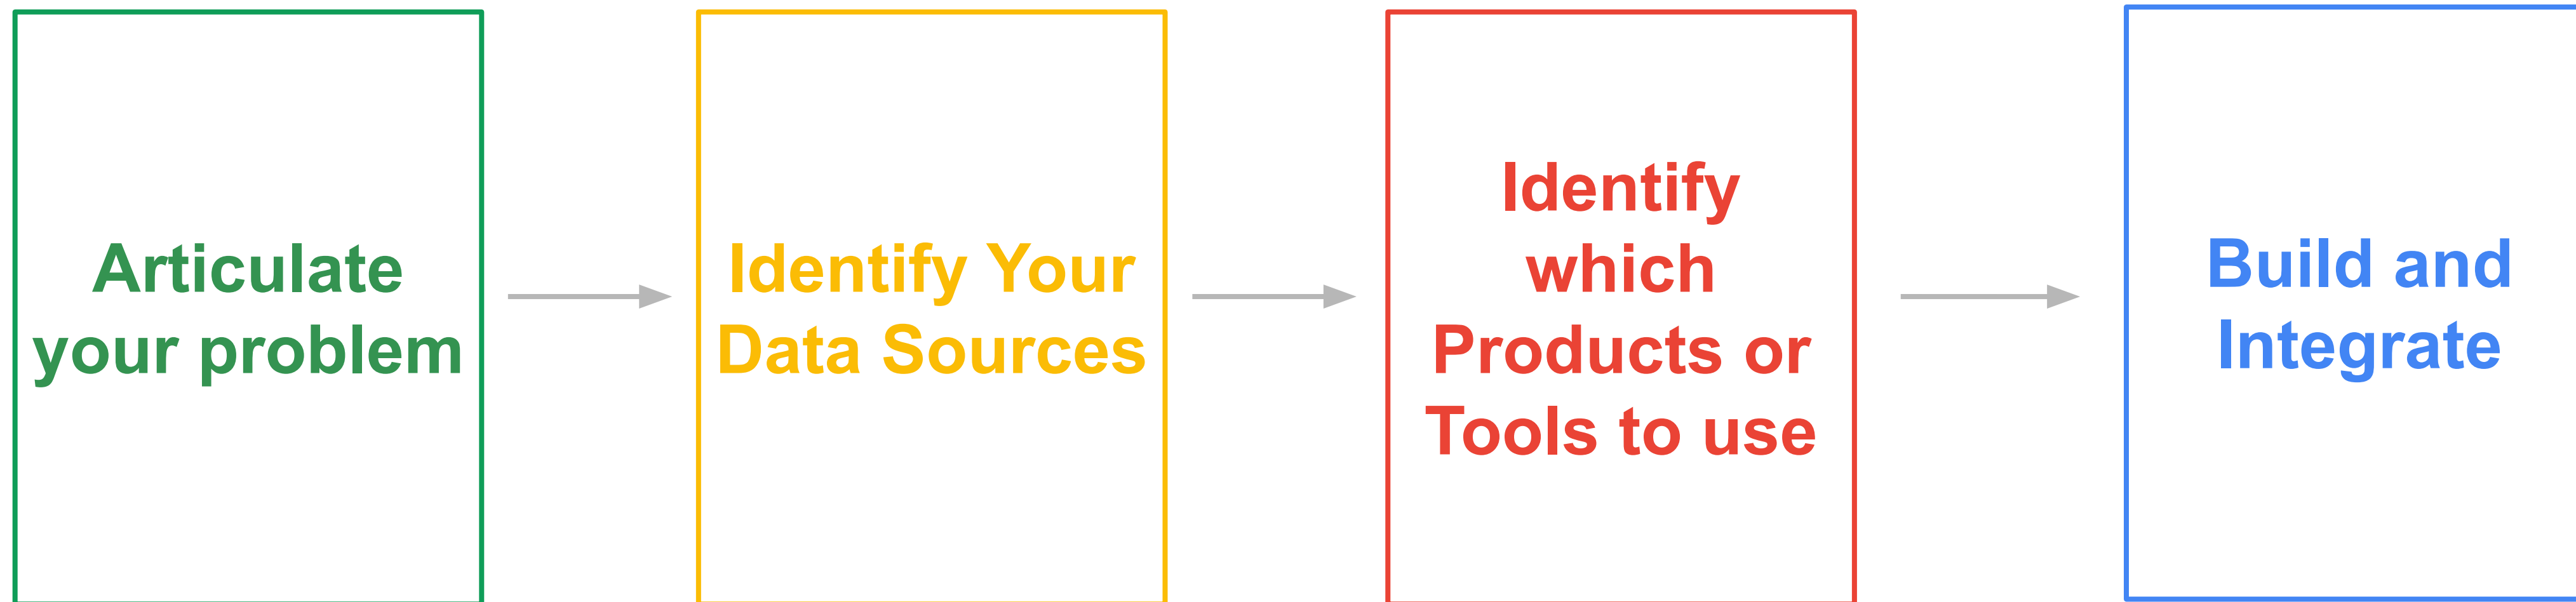 Articulate
your problem
Identify Your
Data Sources
Identify
which
Products or
Tools to use
Build and
Integrate